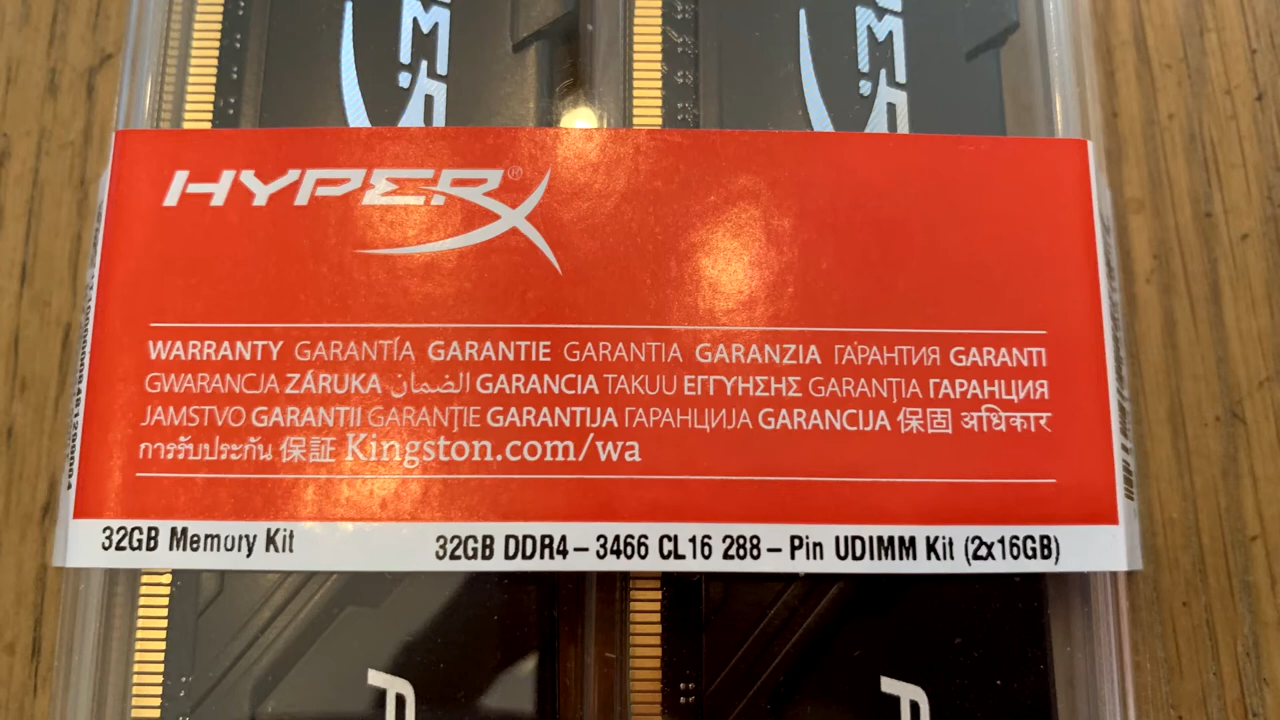 HYPERX®
WARRANTY GARANTÍA GARANTIE GARANTIA GARANZIA ГАРАНТИЯ GARANTI
GWARANCJA ZÁRUKA الضمان GARANCIA TAKUU ΕΓΓΥΗΣΗΣ GARANŢIA ГАРАНЦИЯ
JAMSTVO GARANTII GARANŢIE GARANTIJA ГАРАНЦИЈА GARANCIJA 保固 अधिकार
การรับประกัน 保証 Kingston.com/wa
32GB Memory Kit
32GB DDR4 – 3466 CL16 288 – Pin UDIMM Kit (2x16GB)